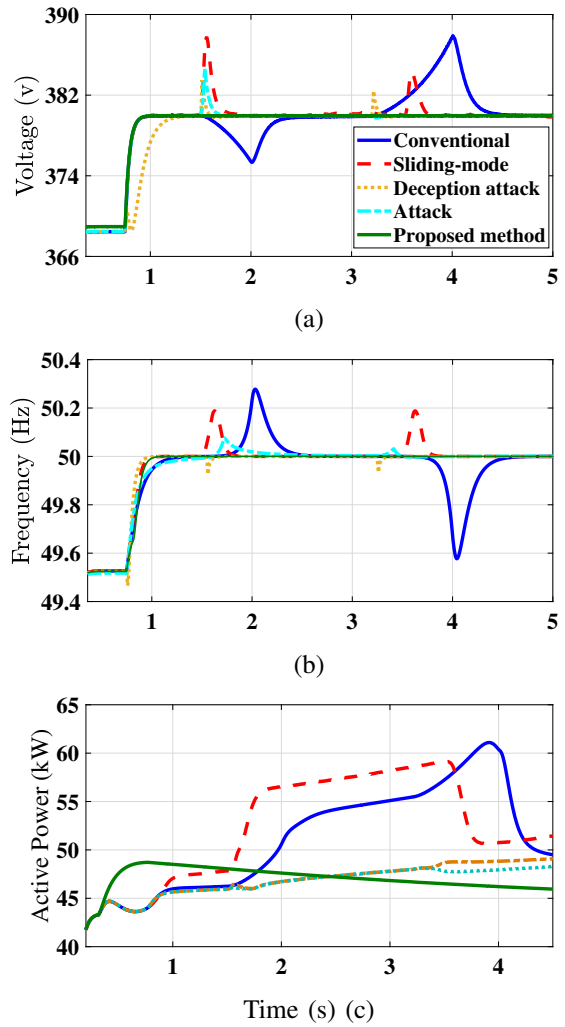 390
382
374
366
Voltage (v)
Conventional
Sliding-mode
Deception attack
Attack
Proposed method
1 2 3 4 5
(a)
50.4
50.2
50
49.8
49.6
49.4
Frequency (Hz)
1 2 3 4 5
(b)
65
60
55
50
45
40
Active Power (kW)
1 2 3 4
Time (s) (c)